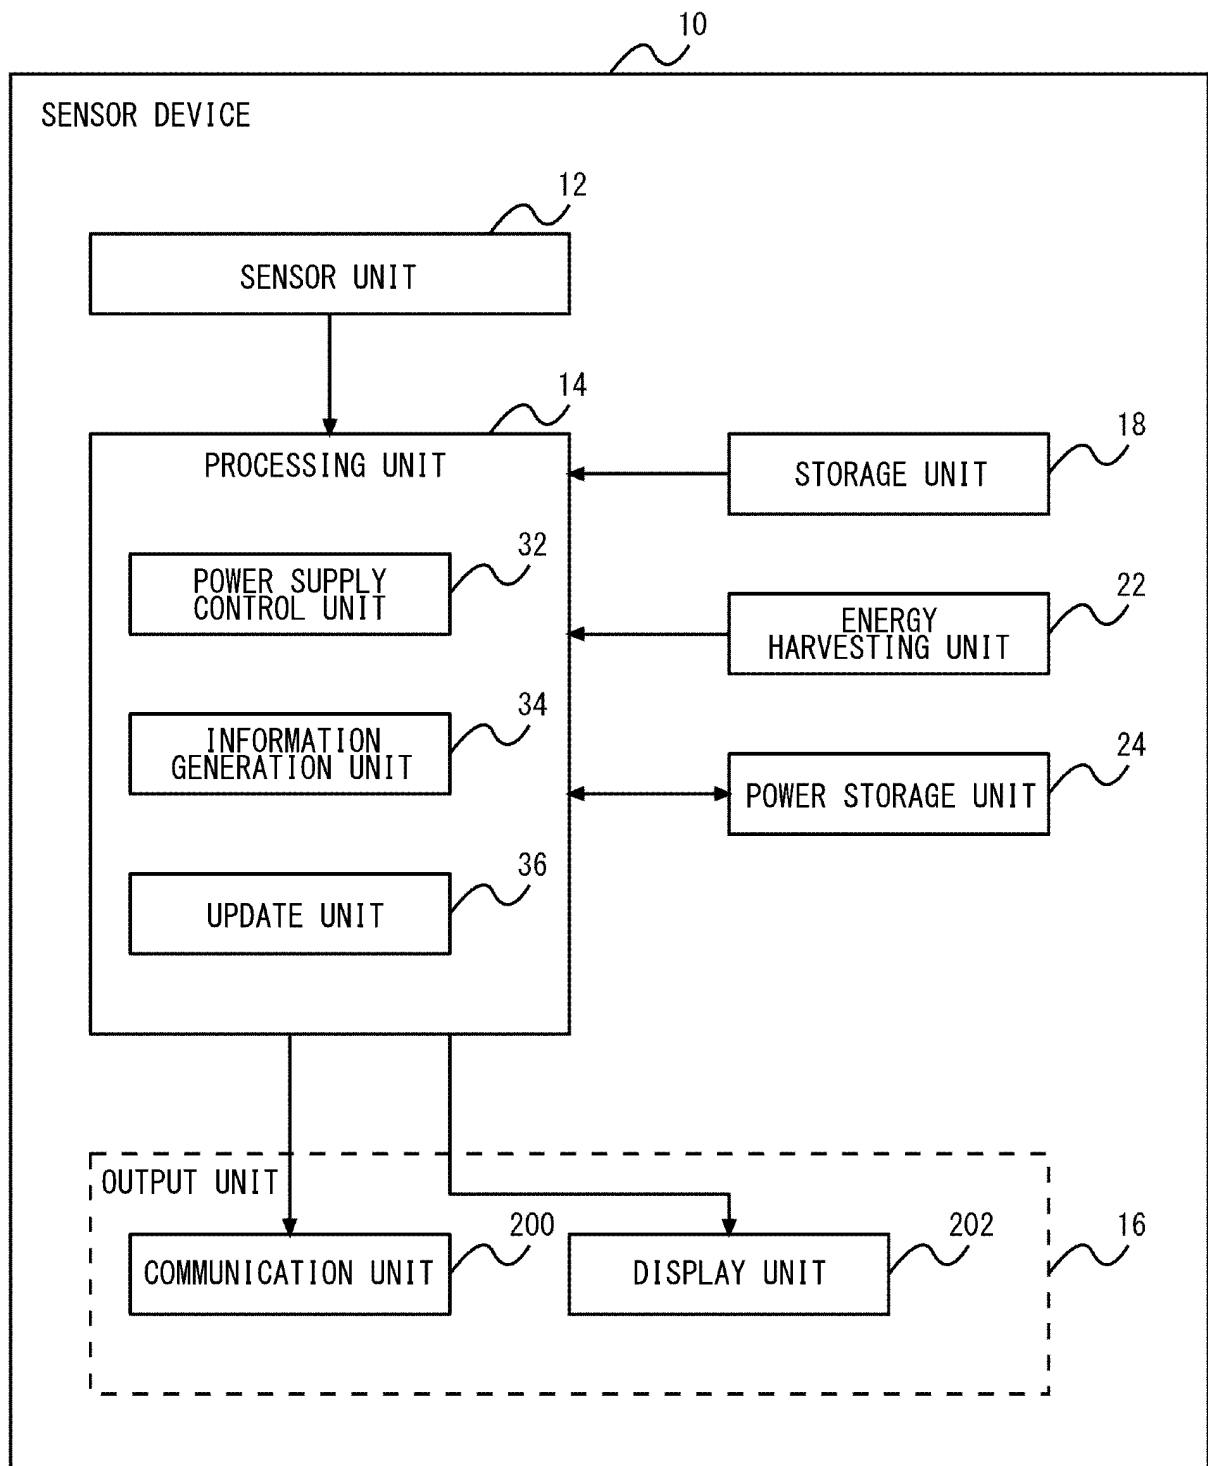 10
SENSOR DEVICE
12
SENSOR UNIT
14
PROCESSING UNIT
18
STORAGE UNIT
32
POWER SUPPLY
CONTROL UNIT
22
ENERGY
HARVESTING UNIT
34
INFORMATION
GENERATION UNIT
24
POWER STORAGE UNIT
36
UPDATE UNIT
OUTPUT UNIT
200
COMMUNICATION UNIT
202
DISPLAY UNIT
16